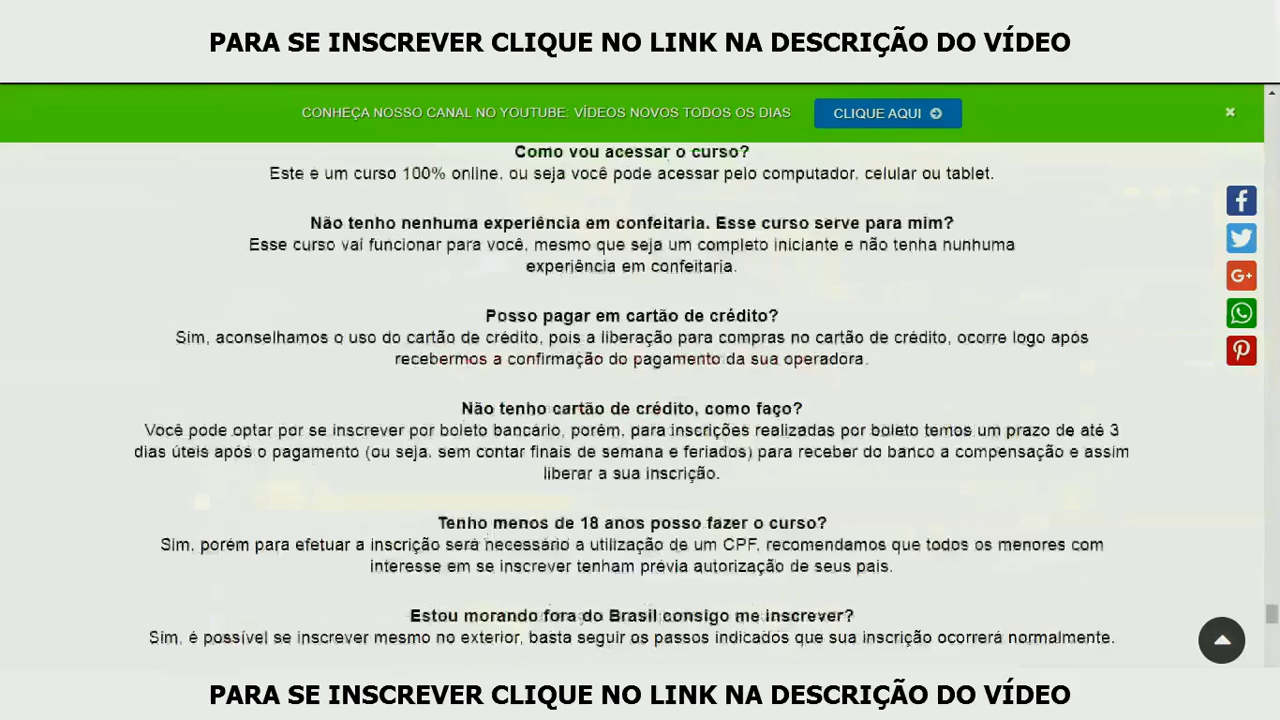 PARA SE INSCREVER CLIQUE NO LINK NA DESCRIÇÃO DO VÍDEO
CONHEÇA NOSSO CANAL NO YOUTUBE: VÍDEOS NOVOS TODOS OS DIAS
CLIQUE AQUI
Como vou acessar o curso?
Este é um curso 100% online, ou seja você pode acessar pelo computador, celular ou tablet.
Não tenho nenhuma experiência em confeitaria. Esse curso serve para mim?
Esse curso vai funcionar para você, mesmo que seja um completo iniciante e não tenha nunhuma
experiência em confeitaria.
Posso pagar em cartão de crédito?
Sim, aconselhamos o uso do cartão de crédito, pois a liberação para compras no cartão de crédito, ocorre logo após
recebermos a confirmação do pagamento da sua operadora.
Não tenho cartão de crédito, como faço?
Você pode optar por se inscrever por boleto bancário, porém, para inscrições realizadas por boleto temos um prazo de até 3
dias úteis após o pagamento (ou seja, sem contar finais de semana e feriados) para receber do banco a compensação e assim
liberar a sua inscrição.
Tenho menos de 18 anos posso fazer o curso?
Sim, porém para efetuar a inscrição será necessário a utilização de um CPF, recomendamos que todos os menores com
interesse em se inscrever tenham prévia autorização de seus pais.
Estou morando fora do Brasil consigo me inscrever?
Sim, é possível se inscrever mesmo no exterior, basta seguir os passos indicados que sua inscrição ocorrerá normalmente.
PARA SE INSCREVER CLIQUE NO LINK NA DESCRIÇÃO DO VÍDEO